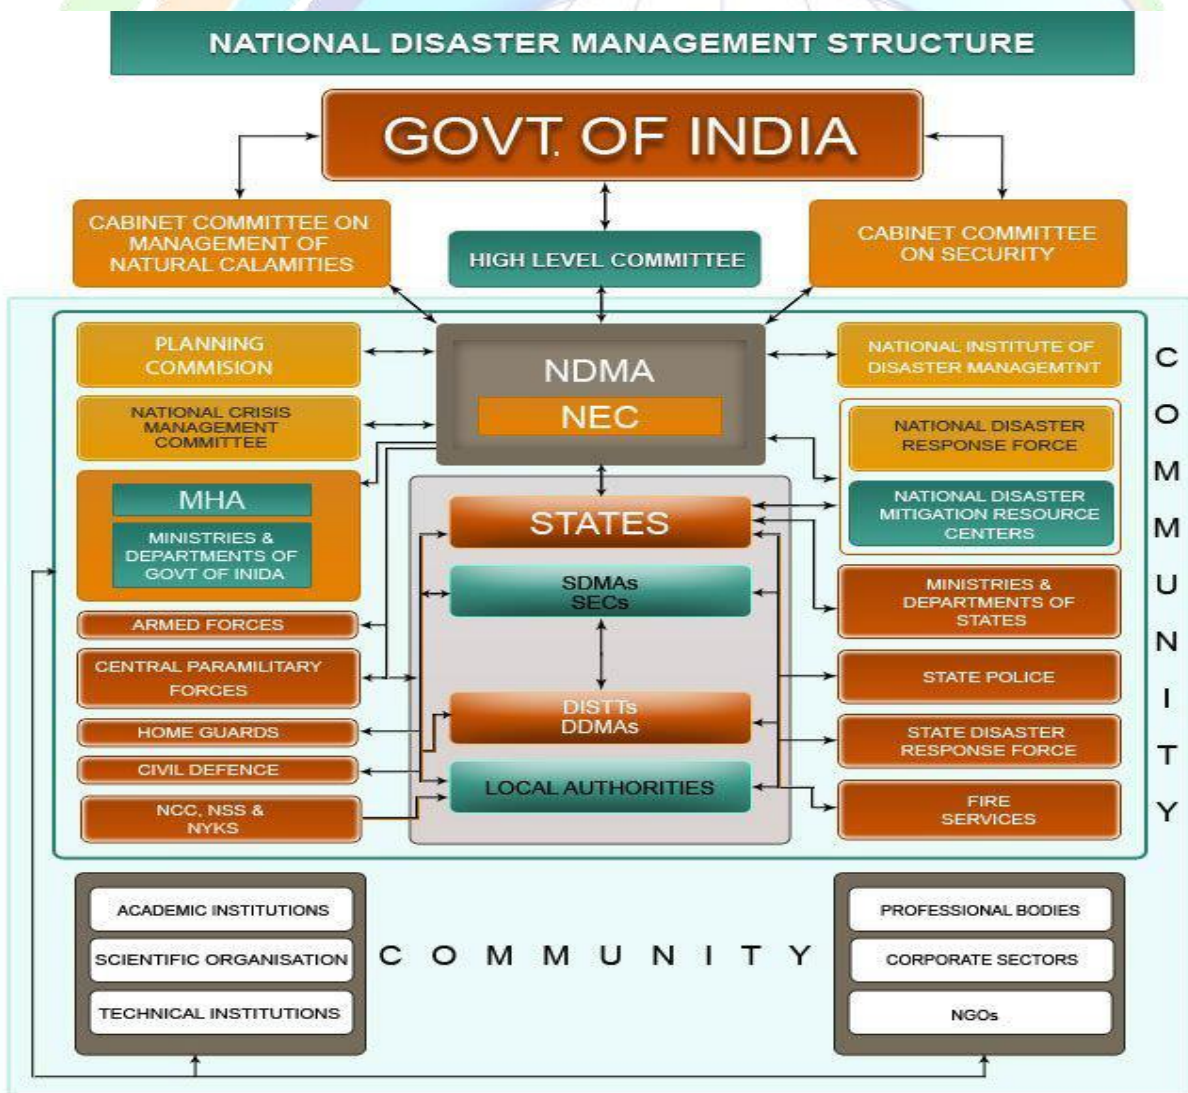 NATIONAL DISASTER MANAGEMENT STRUCTURE
GOVT. OF INDIA
CABINET COMMITTEE ON
MANAGEMENT OF
NATURAL CALAMITIES
HIGH LEVEL COMMITTEE
CABINET COMMITTEE
ON SECURITY
PLANNING
COMMISION
NATIONAL CRISIS
MANAGEMENT
COMMITTEE
MHA
MINISTRIES &
DEPARTMENTS OF
GOVT OF INIDA
ARMED FORCES
CENTRAL PARAMILITARY
FORCES
HOME GUARDS
CIVIL DEFENCE
NCC, NSS &
NYKS
NDMA
NEC
STATES
SDMAs
SECs
DISTTs
DDMAs
LOCAL AUTHORITIES
NATIONAL INSTITUTE OF
DISASTER MANAGEMTNT
NATIONAL DISASTER
RESPONSE FORCE
NATIONAL DISASTER
MITIGATION RESOURCE
CENTERS
MINISTRIES &
DEPARTMENTS OF
STATES
STATE POLICE
STATE DISASTER
RESPONSE FORCE
FIRE
SERVICES
COMMUNITY
ACADEMIC INSTITUTIONS
SCIENTIFIC ORGANISATION
TECHNICAL INSTITUTIONS
COMMUNITY
PROFESSIONAL BODIES
CORPORATE SECTORS
NGOs